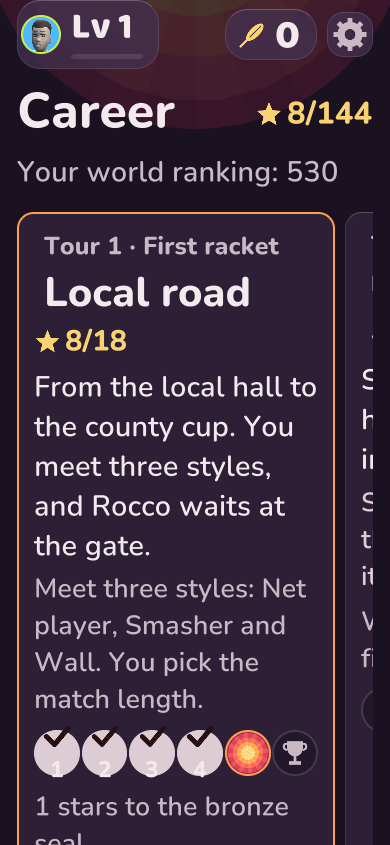 Lv 1
0
Career
8/144
Your world ranking: 530
Tour 1 · First racket
Local road
8/18
From the local hall to
the county cup. You
meet three styles,
and Rocco waits at
the gate.
Meet three styles: Net
player, Smasher and
Wall. You pick the
match length.
1 2 3 4
1 stars to the bronze
seal